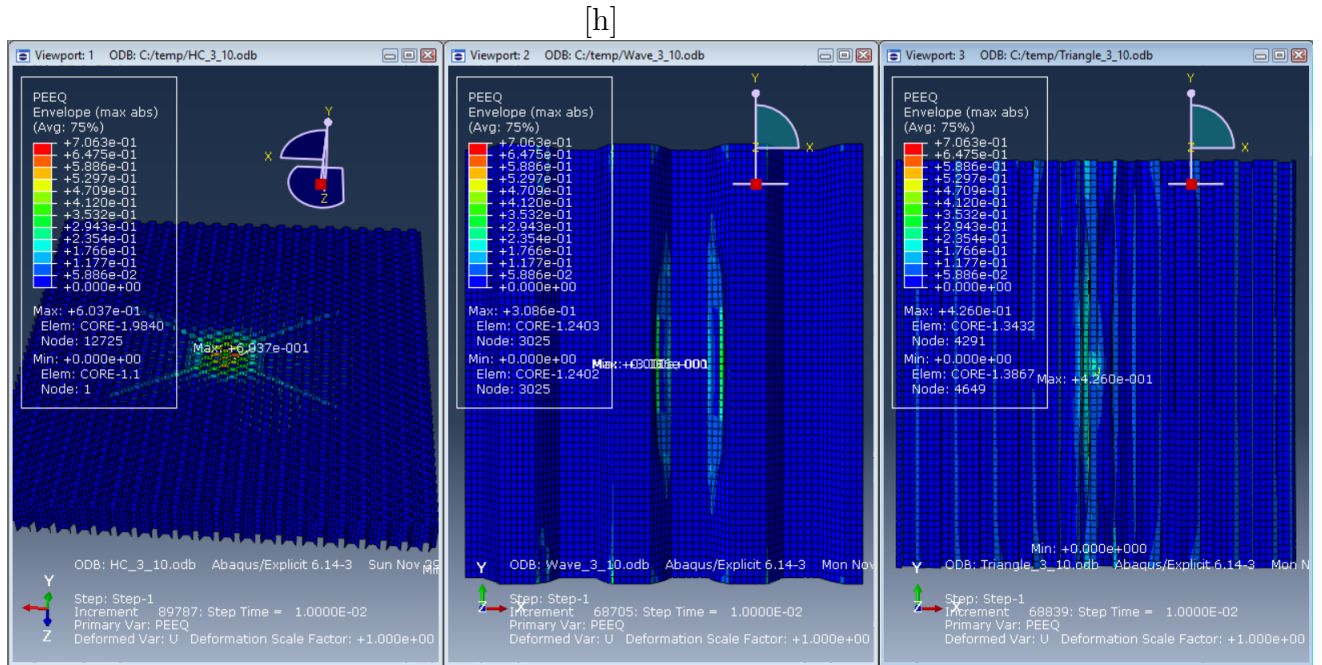 [h]
Viewport: 1 ODB: C:/temp/HC_3_10.odb
PEEQ
Envelope (max abs)
(Avg: 75%)
+7.063e-01
+6.475e-01
+5.886e-01
+5.297e-01
+4.709e-01
+4.120e-01
+3.532e-01
+2.943e-01
+2.354e-01
+1.766e-01
+1.177e-01
+5.886e-02
+0.000e+00
Max: +6.037e-01
Elem: CORE-1.9840
Node: 12725
Min: +0.000e+00
Elem: CORE-1.1
Node: 1
Y
X
Z
Max: +6.037e-001
ODB: HC_3_10.odb Abaqus/Explicit 6.14-3 Sun Nov 29
Min
Y
Z
Step: Step-1
Increment 89787: Step Time = 1.0000E-02
Primary Var: PEEQ
Deformed Var: U Deformation Scale Factor: +1.000e+00
Viewport: 2 ODB: C:/temp/Wave_3_10.odb
PEEQ
Envelope (max abs)
(Avg: 75%)
+7.063e-01
+6.475e-01
+5.886e-01
+5.297e-01
+4.709e-01
+4.120e-01
+3.532e-01
+2.943e-01
+2.354e-01
+1.766e-01
+1.177e-01
+5.886e-02
+0.000e+00
Max: +3.086e-01
Elem: CORE-1.2403
Node: 3025
Min: +0.000e+00
Elem: CORE-1.2402
Node: 3025
Y
Z
X
ODB: Wave_3_10.odb Abaqus/Explicit 6.14-3 Mon Nov
Y
Z
X
Step: Step-1
Increment 68705: Step Time = 1.0000E-02
Primary Var: PEEQ
Deformed Var: U Deformation Scale Factor: +1.000e+00
Viewport: 3 ODB: C:/temp/Triangle_3_10.odb
PEEQ
Envelope (max abs)
(Avg: 75%)
+7.063e-01
+6.475e-01
+5.886e-01
+5.297e-01
+4.709e-01
+4.120e-01
+3.532e-01
+2.943e-01
+2.354e-01
+1.766e-01
+1.177e-01
+5.886e-02
+0.000e+00
Max: +4.260e-01
Elem: CORE-1.3432
Node: 4291
Min: +0.000e+00
Elem: CORE-1.3867
Node: 4649
Y
Z
X
Max: +4.260e-001
Min: +0.000e+000
ODB: Triangle_3_10.odb Abaqus/Explicit 6.14-3 Mon N
Y
Z
X
Step: Step-1
Increment 68839: Step Time = 1.0000E-02
Primary Var: PEEQ
Deformed Var: U Deformation Scale Factor: +1.000e+00